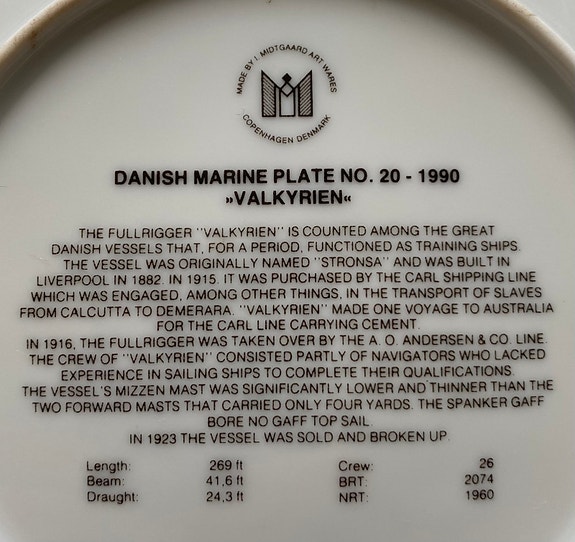 MADE BY I. MIDTGAARD ART WARES
COPENHAGEN DENMARK
DANISH MARINE PLATE NO. 20 - 1990
»VALKYRIEN«
THE FULLRIGGER "VALKYRIEN" IS COUNTED AMONG THE GREAT
DANISH VESSELS THAT, FOR A PERIOD, FUNCTIONED AS TRAINING SHIPS.
THE VESSEL WAS ORIGINALLY NAMED "STRONSA" AND WAS BUILT IN
LIVERPOOL IN 1882. IN 1915. IT WAS PURCHASED BY THE CARL SHIPPING LINE
WHICH WAS ENGAGED, AMONG OTHER THINGS, IN THE TRANSPORT OF SLAVES
FROM CALCUTTA TO DEMERARA. "VALKYRIEN" MADE ONE VOYAGE TO AUSTRALIA
FOR THE CARL LINE CARRYING CEMENT.
IN 1916, THE FULLRIGGER WAS TAKEN OVER BY THE A. O. ANDERSEN & CO. LINE.
THE CREW OF "VALKYRIEN" CONSISTED PARTLY OF NAVIGATORS WHO LACKED
EXPERIENCE IN SAILING SHIPS TO COMPLETE THEIR QUALIFICATIONS.
THE VESSEL'S MIZZEN MAST WAS SIGNIFICANTLY LOWER AND THINNER THAN THE
TWO FORWARD MASTS THAT CARRIED ONLY FOUR YARDS. THE SPANKER GAFF
BORE NO GAFF TOP SAIL.
IN 1923 THE VESSEL WAS SOLD AND BROKEN UP.
Length: 269 ft Crew: 26
Beam: 41,6 ft BRT: 2074
Draught: 24,3 ft NRT: 1960